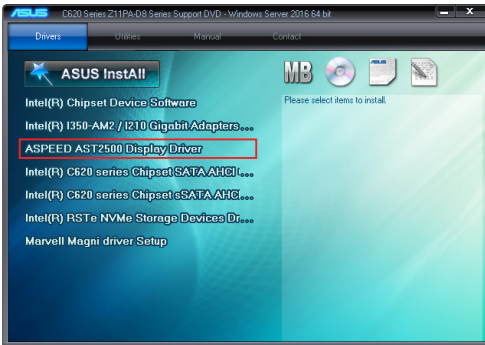 ASUS C620 Series Z11PA-D8 Series Support DVD - Windows Server 2016 64 bit
Drivers Utilities Manual Contact
ASUS InstAll
MB
Please select items to install.
Intel(R) Chipset Device Software
Intel(R) I350-AM2 / I210 Gigabit Adapters...
ASPEED AST2500 Display Driver
Intel(R) C620 series Chipset SATA AHCI (...
Intel(R) C620 series Chipset sSATA AHC...
Intel(R) RSTe NVMe Storage Devices Dr...
Marvell Magni driver Setup